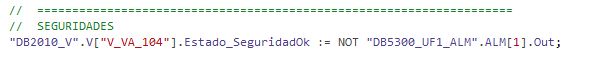 // =====================================================================
// SEGURIDADES
"DB2010_V".V["V_VA_104"].Estado_SeguridadOk := NOT "DB5300_UF1_ALM".ALM[1].Out;